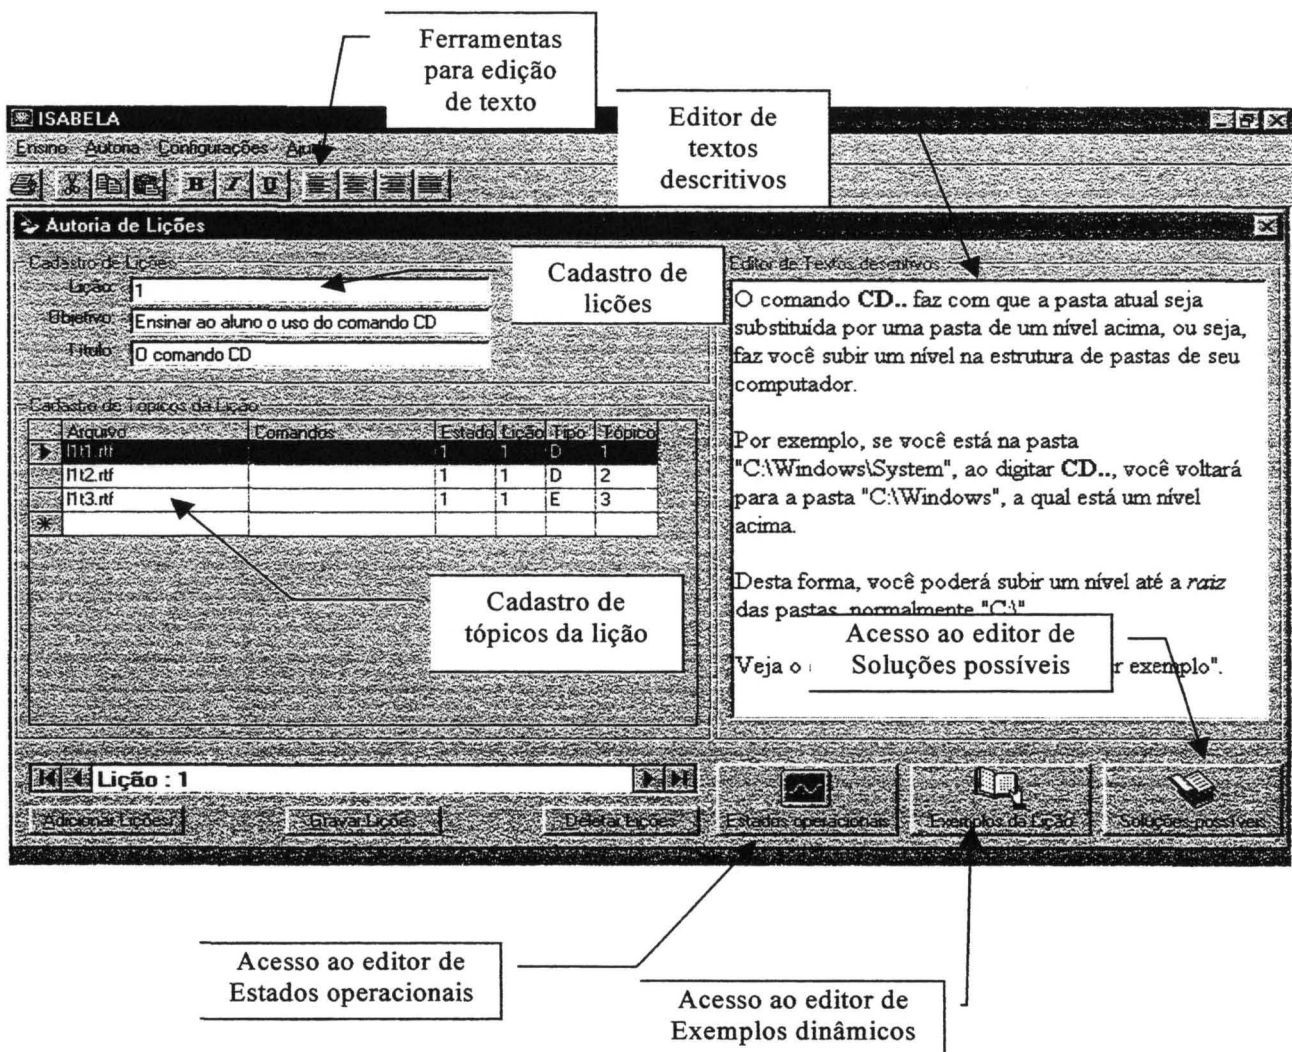 Ferramentas
para edição
de texto
ISABELA
Editor de
textos
descritivos
Ensino Autoria Configurações
B I U
Autoria de Lições
Cadastro de Lições
Lição: 1
Objetivo: Ensinar ao aluno o uso do comando CD
Título: O comando CD
Cadastro de
lições
Editor de Textos descritivos
O comando CD.. faz com que a pasta atual seja
substituída por uma pasta de um nível acima, ou seja,
faz você subir um nível na estrutura de pastas de seu
computador.
Por exemplo, se você está na pasta
"C:\Windows\System", ao digitar CD.., você voltará
para a pasta "C:\Windows", a qual está um nível
acima.
Desta forma, você poderá subir um nível até a raiz
das pastas, normalmente "C:\"
Veja o
r exemplo".
Cadastro de Tópicos da Lição
Arquivo Comandos Estado Lição Tipo Tópico
l1t1.rtf 1 1 D 1
l1t2.rtf 1 1 D 2
l1t3.rtf 1 1 E 3
Cadastro de
tópicos da lição
Acesso ao editor de
Soluções possíveis
Lição : 1
Adicionar Lições Gravar Lições Deletar Lições
Estados operacionais Exemplos da Lição Soluções possíveis
Acesso ao editor de
Estados operacionais
Acesso ao editor de
Exemplos dinâmicos